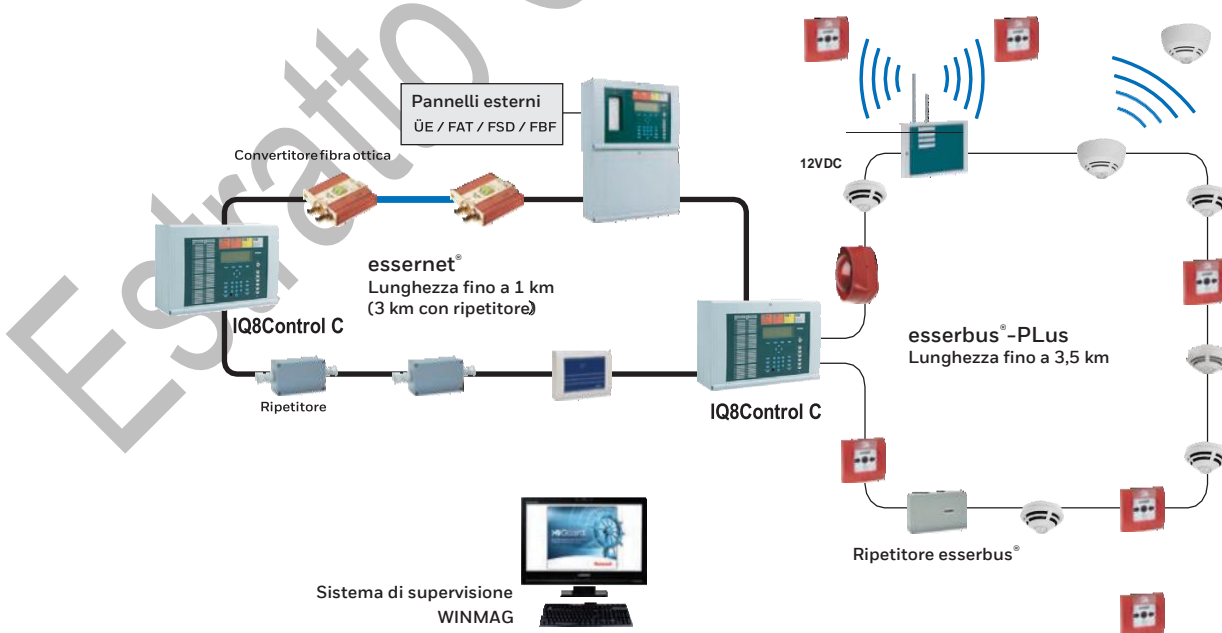 Estratto
Pannelli esterni
ÜE / FAT / FSD / FBF
Convertitore fibra ottica
12VDC
essernet®
Lunghezza fino a 1 km
(3 km con ripetitore)
IQ8Control C
esserbus®-PLus
Lunghezza fino a 3,5 km
Ripetitore
IQ8Control C
Ripetitore esserbus®
Sistema di supervisione
WINMAG